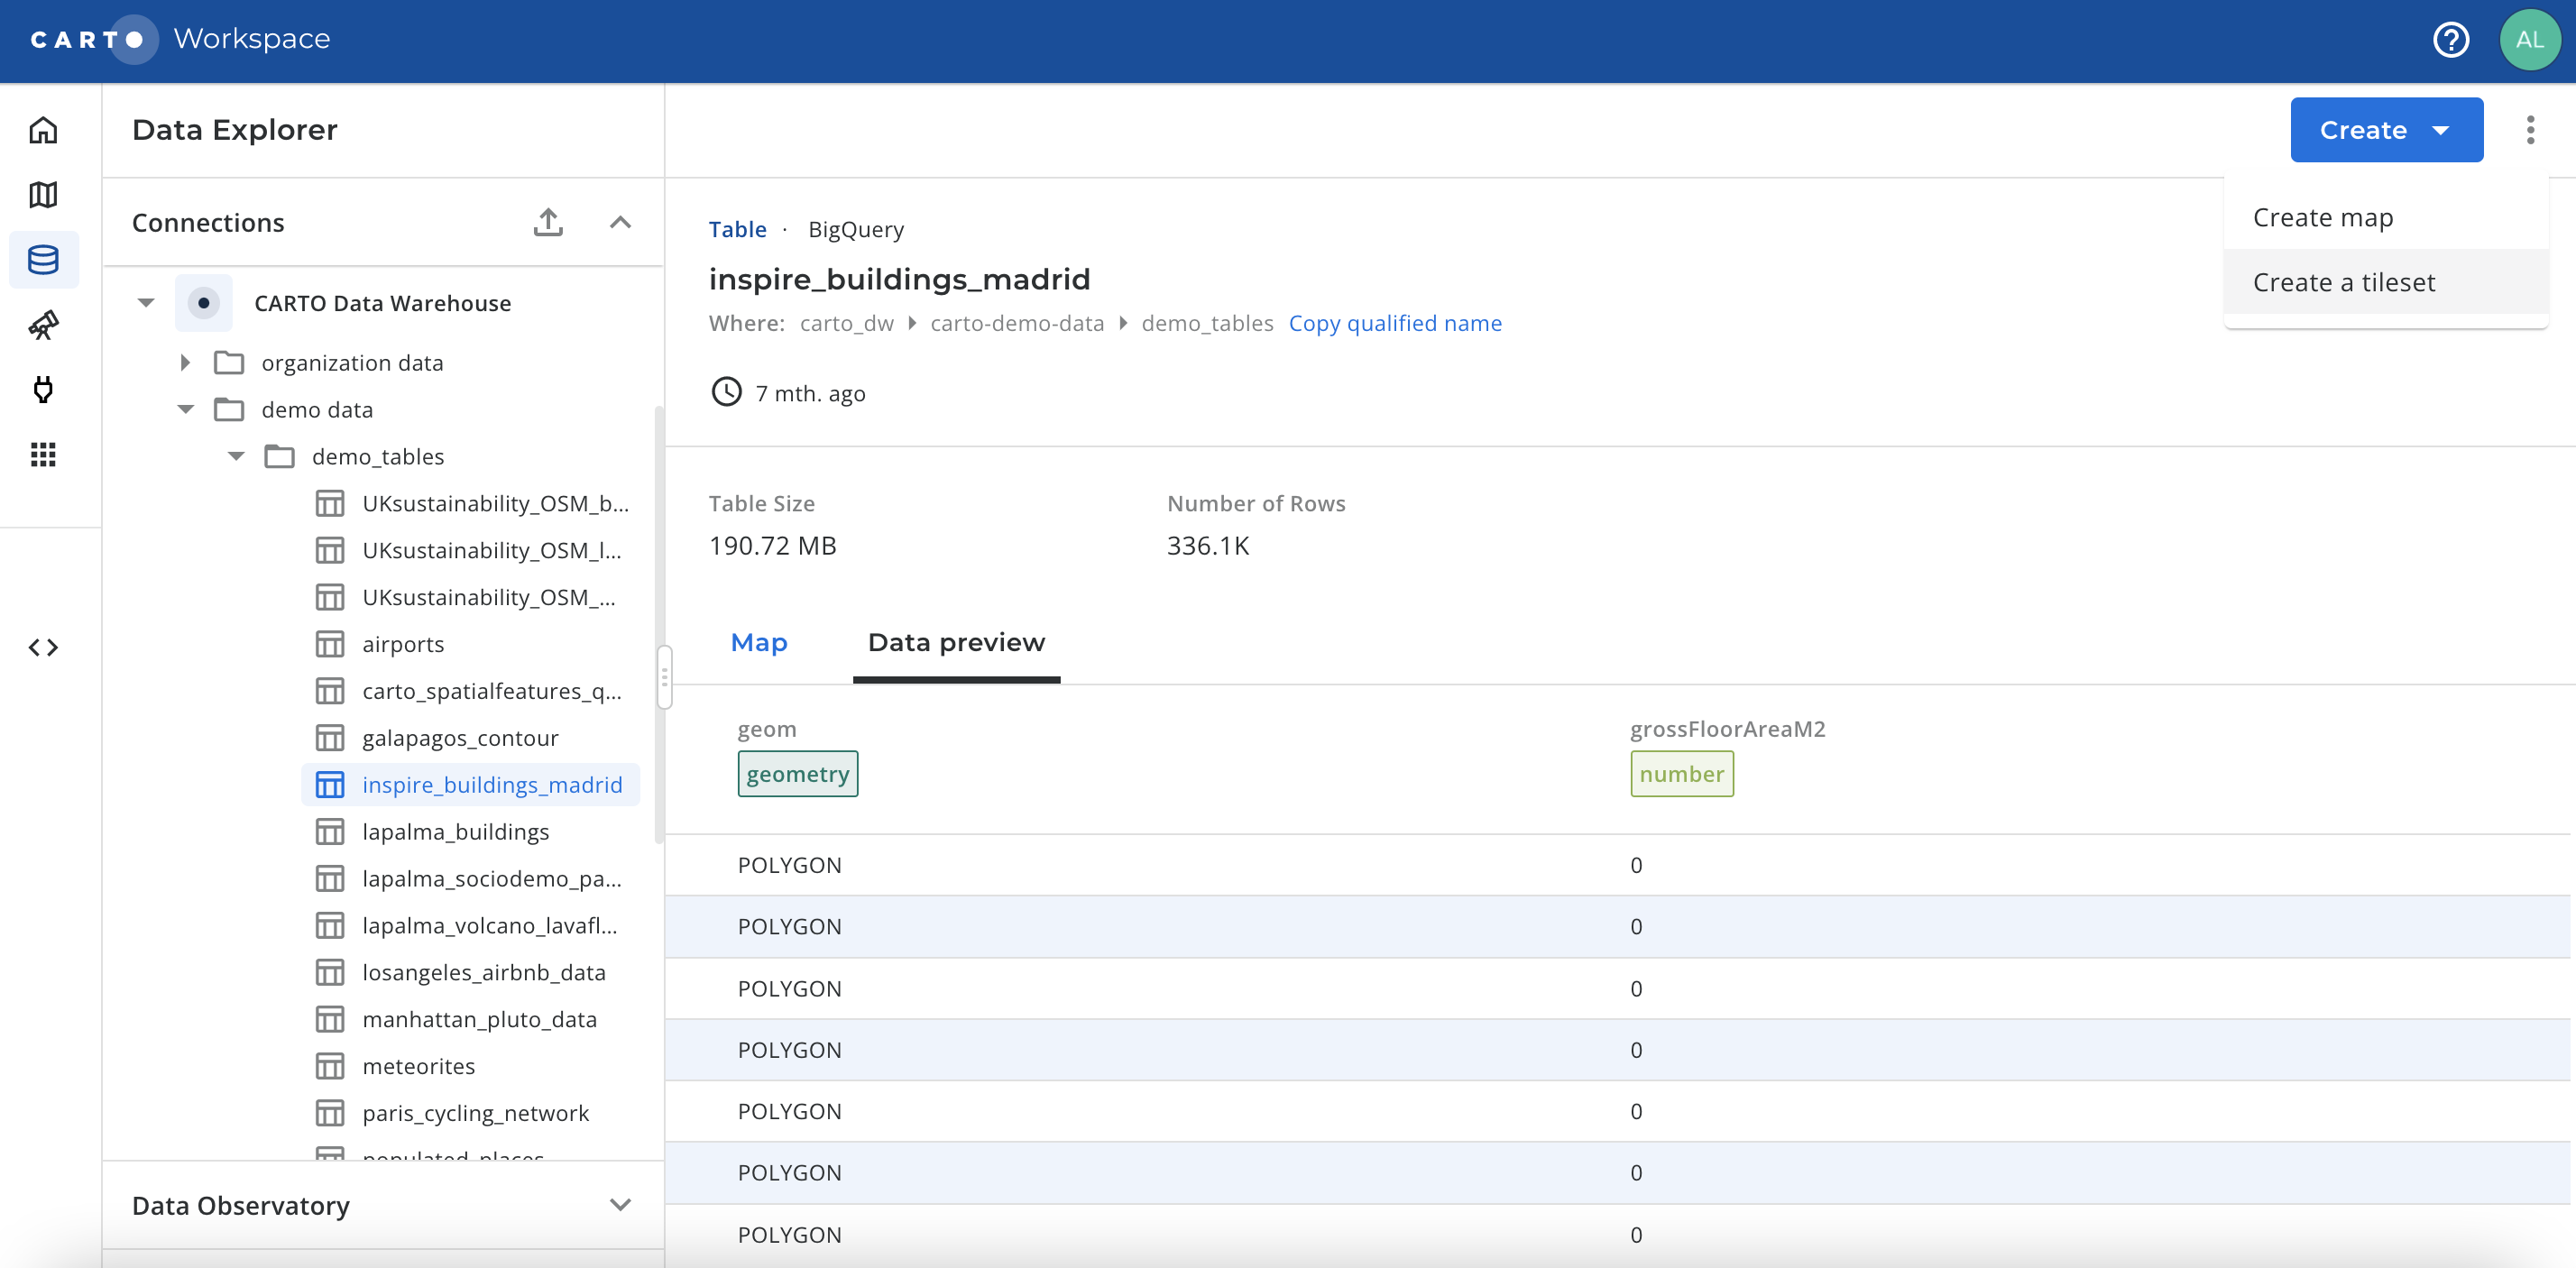 CARTO Workspace
AL
Data Explorer
Create
Connections
CARTO Data Warehouse
organization data
demo data
demo_tables
UKsustainability_OSM_b...
UKsustainability_OSM_l...
UKsustainability_OSM_...
airports
carto_spatialfeatures_q...
galapagos_contour
inspire_buildings_madrid
lapalma_buildings
lapalma_sociodemo_pa...
lapalma_volcano_lavafl...
losangeles_airbnb_data
manhattan_pluto_data
meteorites
paris_cycling_network
populated_places
Data Observatory
Create map
Create a tileset
Table · BigQuery
inspire_buildings_madrid
Where: carto_dw carto-demo-data demo_tables Copy qualified name
7 mth. ago
Table Size Number of Rows
190.72 MB 336.1K
Map Data preview
geom grossFloorAreaM2
geometry number
POLYGON 0
POLYGON 0
POLYGON 0
POLYGON 0
POLYGON 0
POLYGON 0
POLYGON 0